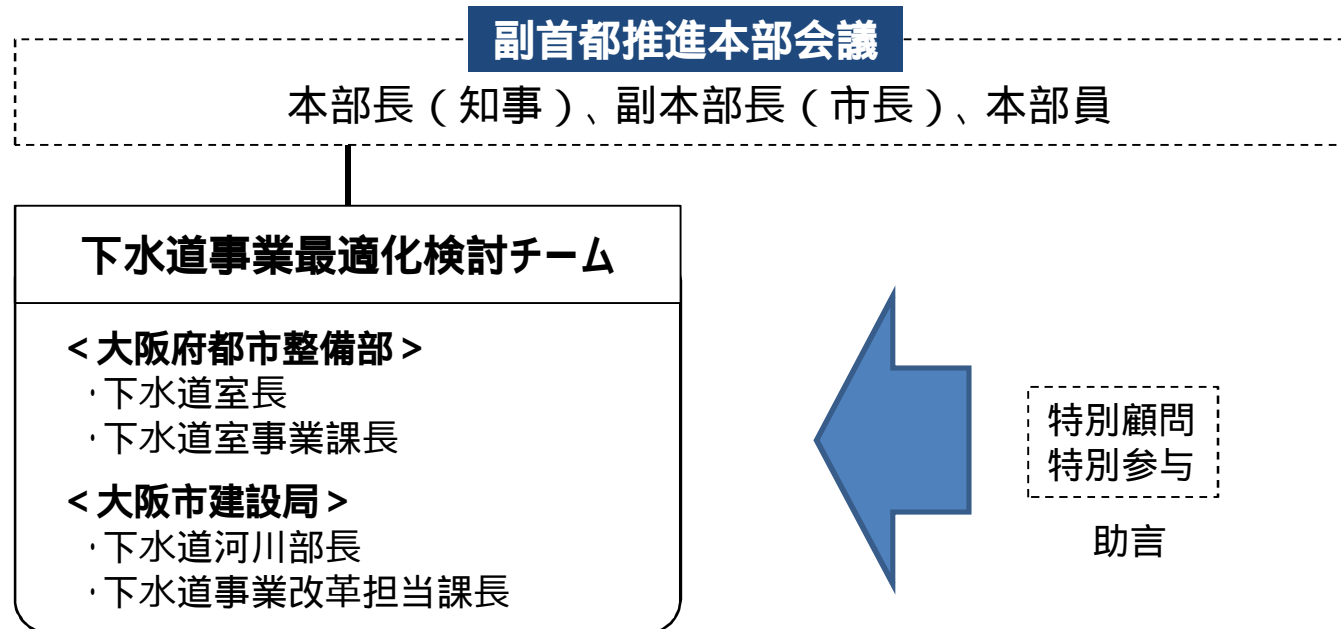 副首都推進本部会議
本部長（知事）、副本部長（市長）、本部員
下水道事業最適化検討チーム
＜大阪府都市整備部＞
・下水道室長
・下水道室事業課長
＜大阪市建設局＞
・下水道河川部長
・下水道事業改革担当課長
特別顧問
特別参与
助言